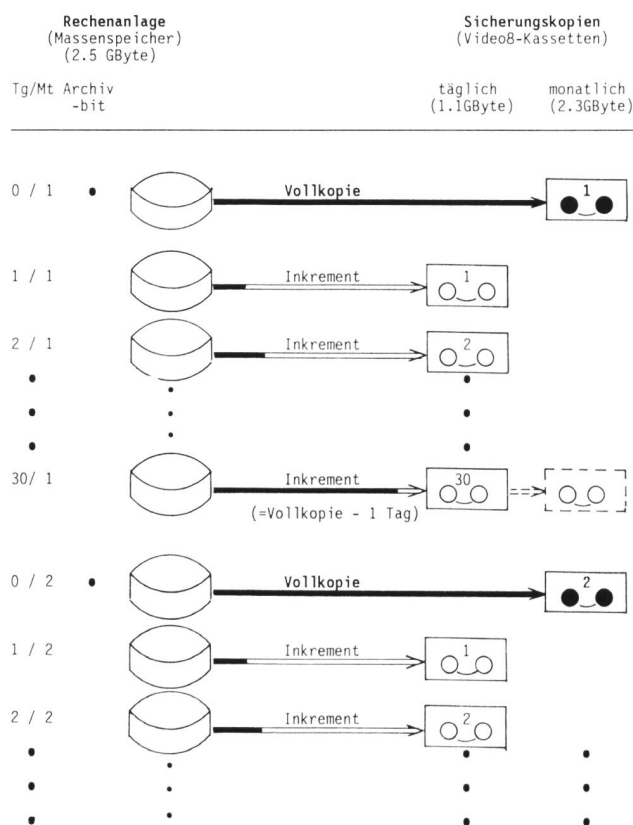 Rechenanlage Sicherungskopien
(Massenspeicher) (Video8-Kassetten)
(2.5 GByte)
Tg/Mt Archiv täglich monatlich
-bit (1.1GByte) (2.3GByte)
0 / 1 Vollkopie 1
1 / 1 Inkrement 1
2 / 1 Inkrement 2
30/ 1 Inkrement 30
(=Vollkopie - 1 Tag)
0 / 2 Vollkopie 2
1 / 2 Inkrement 1
2 / 2 Inkrement 2